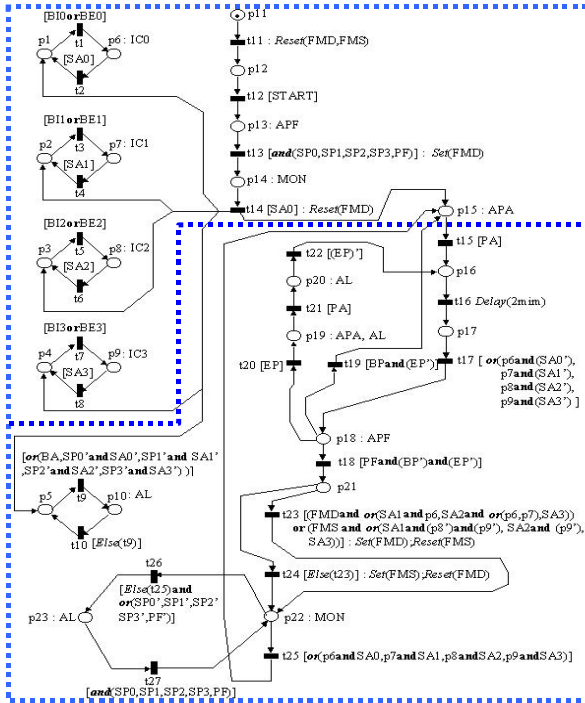 [BI0orBE0]
p1
t1
p6 : IC0
[SA0]
t2
[BI1orBE1]
p2
t3
p7 : IC1
[SA1]
t4
[BI2orBE2]
p3
t5
p8 : IC2
[SA2]
t6
[BI3orBE3]
p4
t7
p9 : IC3
[SA3]
t8
p11
t11 : Reset(FMD,FMS)
p12
t12 [START]
p13: APF
t13 [and(SP0,SP1,SP2,SP3,PF)] : Set(FMD)
p14 : MON
t14 [SA0] : Reset(FMD)
p15 : APA
t15 [PA]
p16
t16 Delay(2mim)
p17
t17 [ or(p6and(SA0'),
p7and(SA1'),
p8and(SA2'),
p9and(SA3') ]
t22 [(EP)']
p20 : AL
t21 [PA]
p19 : APA, AL
t20 [EP]
t19 [BPand(EP')]
p18 : APF
t18 [PFand(BP')and(EP')]
p21
[or(BA,SP0'andSA0',SP1'and SA1'
,SP2'andSA2',SP3'andSA3') )]
p5
t9
p10 : AL
t10 [Else(t9)]
t23 [(FMDand or(SA1and p6,SA2and or(p6,p7),SA3))
or (FMS and or(SA1and(p8')and(p9'), SA2and (p9'),
SA3))] : Set(FMD);Reset(FMS)
t24 [Else(t23)] : Set(FMS);Reset(FMD)
t26
[Else(t25)and
or(SP0',SP1',SP2'
SP3',PF')]
p23 : AL
p22 : MON
t25 [or(p6andSA0,p7andSA1,p8andSA2,p9andSA3)]
t27
[and(SP0,SP1,SP2,SP3,PF)]